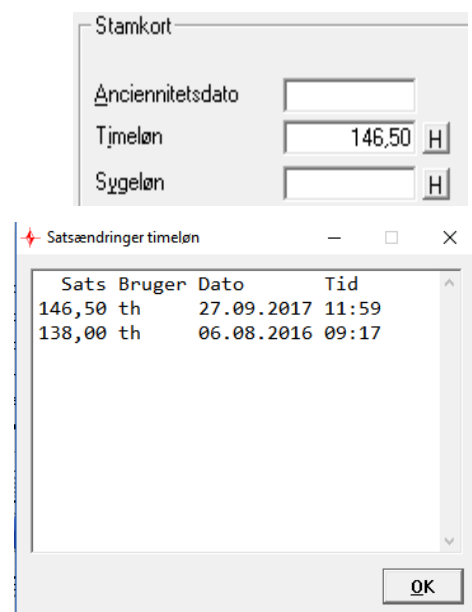 Stamkort
Anciennitetsdato
Timeløn 146,50 H
Sygeløn H
Satsændringer timeløn
Sats Bruger Dato Tid
146,50 th 27.09.2017 11:59
138,00 th 06.08.2016 09:17
OK